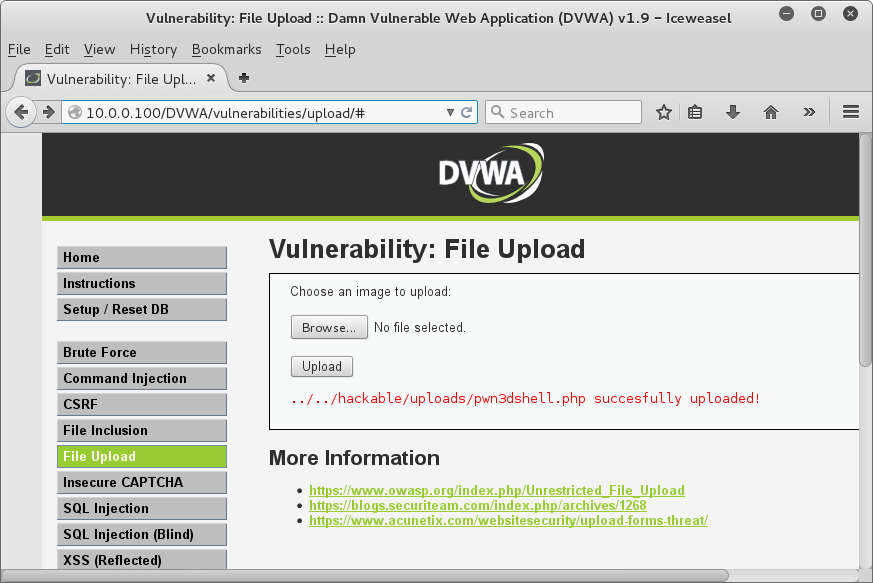 Vulnerability: File Upload :: Damn Vulnerable Web Application (DVWA) v1.9 - Iceweasel
File Edit View History Bookmarks Tools Help
Vulnerability: File Upl...
10.0.0.100/DVWA/vulnerabilities/upload/#
Search
DVWA
Home
Instructions
Setup / Reset DB
Brute Force
Command Injection
CSRF
File Inclusion
File Upload
Insecure CAPTCHA
SQL Injection
SQL Injection (Blind)
XSS (Reflected)
Vulnerability: File Upload
Choose an image to upload:
Browse... No file selected.
Upload
../../hackable/uploads/pwn3dshell.php succesfully uploaded!
More Information
https://www.owasp.org/index.php/Unrestricted_File_Upload
https://blogs.securiteam.com/index.php/archives/1268
https://www.acunetix.com/websitesecurity/upload-forms-threat/